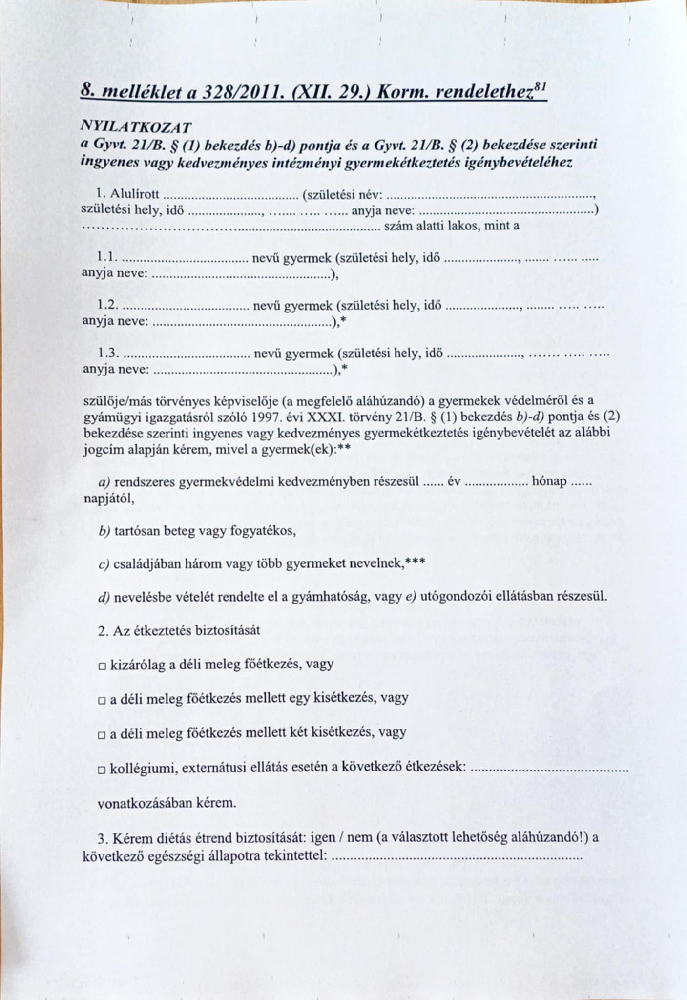 8. melléklet a 328/2011. (XII. 29.) Korm. rendelethez81
NYILATKOZAT
a Gyvt. 21/B. § (1) bekezdés b)-d) pontja és a Gyvt. 21/B. § (2) bekezdése szerinti
ingyenes vagy kedvezményes intézményi gyermekétkeztetés igénybevételéhez
1. Alulírott ...................................... (születési név: ........................................................,
születési hely, idő ...................., ....... ..... ...... anyja neve: ...............................................)
................................................................................. szám alatti lakos, mint a
1.1. ................................... nevű gyermek (születési hely, idő ...................., ....... ...... .....
anyja neve: .................................................),
1.2. ................................... nevű gyermek (születési hely, idő ...................., ........ ..... .....
anyja neve: .................................................),*
1.3. ................................... nevű gyermek (születési hely, idő ...................., ....... ..... .....
anyja neve: .................................................),*
szülője/más törvényes képviselője (a megfelelő aláhúzandó) a gyermekek védelméről és a
gyámügyi igazgatásról szóló 1997. évi XXXI. törvény 21/B. § (1) bekezdés b)-d) pontja és (2)
bekezdése szerinti ingyenes vagy kedvezményes gyermekétkeztetés igénybevételét az alábbi
jogcím alapján kérem, mivel a gyermek(ek):**
a) rendszeres gyermekvédelmi kedvezményben részesül ...... év .................. hónap ......
napjától,
b) tartósan beteg vagy fogyatékos,
c) családjában három vagy több gyermeket nevelnek,***
d) nevelésbe vételét rendelte el a gyámhatóság, vagy e) utógondozói ellátásban részesül.
2. Az étkeztetés biztosítását
□ kizárólag a déli meleg főétkezés, vagy
□ a déli meleg főétkezés mellett egy kisétkezés, vagy
□ a déli meleg főétkezés mellett két kisétkezés, vagy
□ kollégiumi, externátusi ellátás esetén a következő étkezések: ...........................................
vonatkozásában kérem.
3. Kérem diétás étrend biztosítását: igen / nem (a választott lehetőség aláhúzandó!) a
következő egészségi állapotra tekintettel: ....................................................................